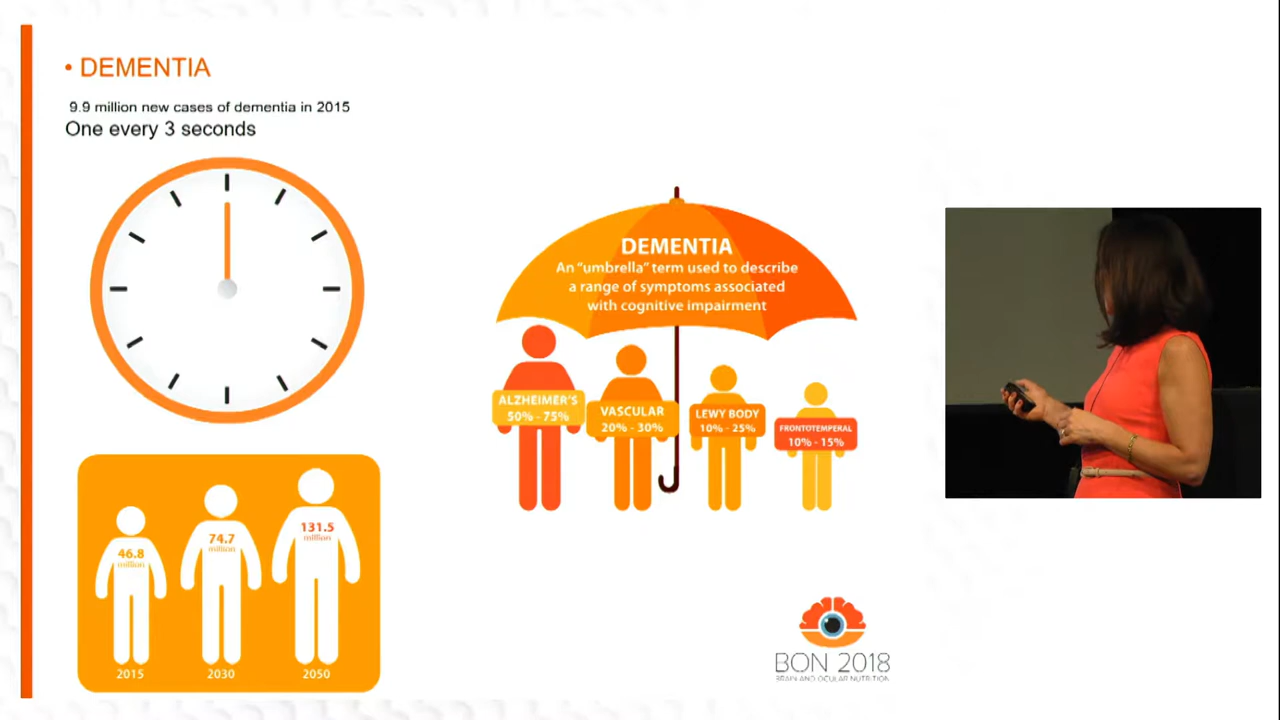 • DEMENTIA
9.9 million new cases of dementia in 2015
One every 3 seconds
DEMENTIA
An “umbrella” term used to describe
a range of symptoms associated
with cognitive impairment
ALZHEIMER'S
50% - 75%
VASCULAR
20% - 30%
LEWY BODY
10% - 25%
FRONTOTEMPERAL
10% - 15%
46.8
million
74.7
million
131.5
million
2015
2030
2050
BON 2018
BRAIN AND OCULAR NUTRITION